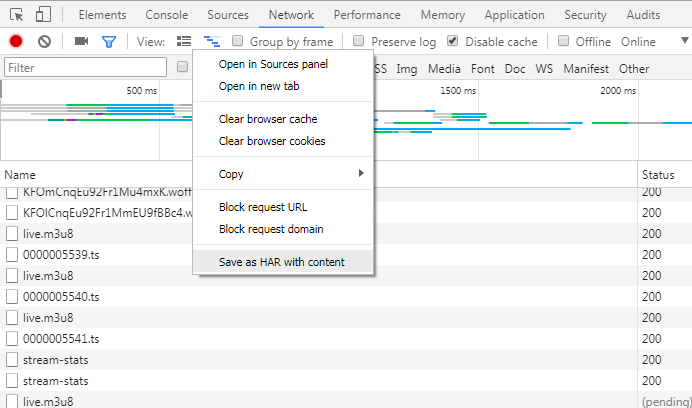 Elements Console Sources Network Performance Memory Application Security Audits
View: Group by frame Preserve log Disable cache Offline Online
Filter SS Img Media Font Doc WS Manifest Other
500 ms 1500 ms 2000 ms
Open in Sources panel
Open in new tab
Clear browser cache
Clear browser cookies
Copy
Block request URL
Block request domain
Save as HAR with content
Name Status
KFOmCnqEu92Fr1Mu4mxK.woff 200
KFOlCnqEu92Fr1MmEU9fBBc4.w 200
live.m3u8 200
0000005539.ts 200
live.m3u8 200
0000005540.ts 200
live.m3u8 200
0000005541.ts 200
stream-stats 200
stream-stats 200
live.m3u8 (pending)